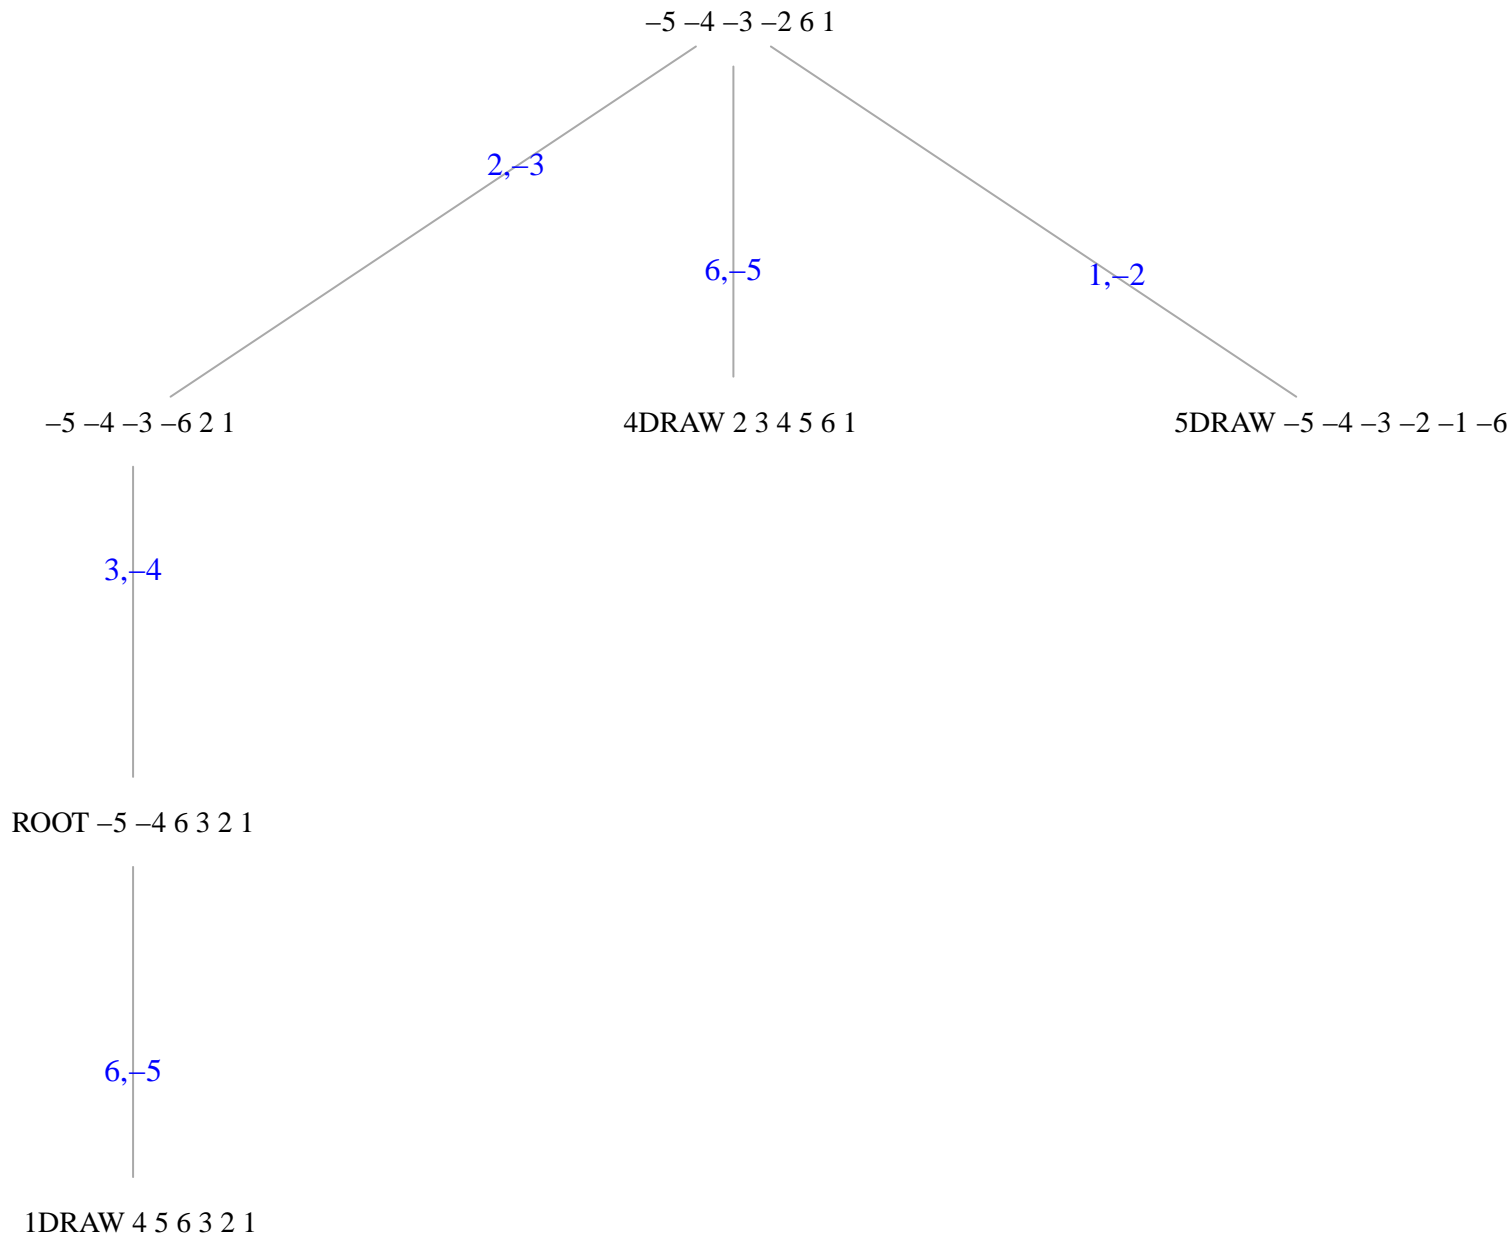 –5 –4 –3 –2 6 1
2,–3
6,–5
1,–2
–5 –4 –3 –6 2 1
4DRAW 2 3 4 5 6 1
5DRAW –5 –4 –3 –2 –1 –6
3,–4
ROOT –5 –4 6 3 2 1
6,–5
1DRAW 4 5 6 3 2 1